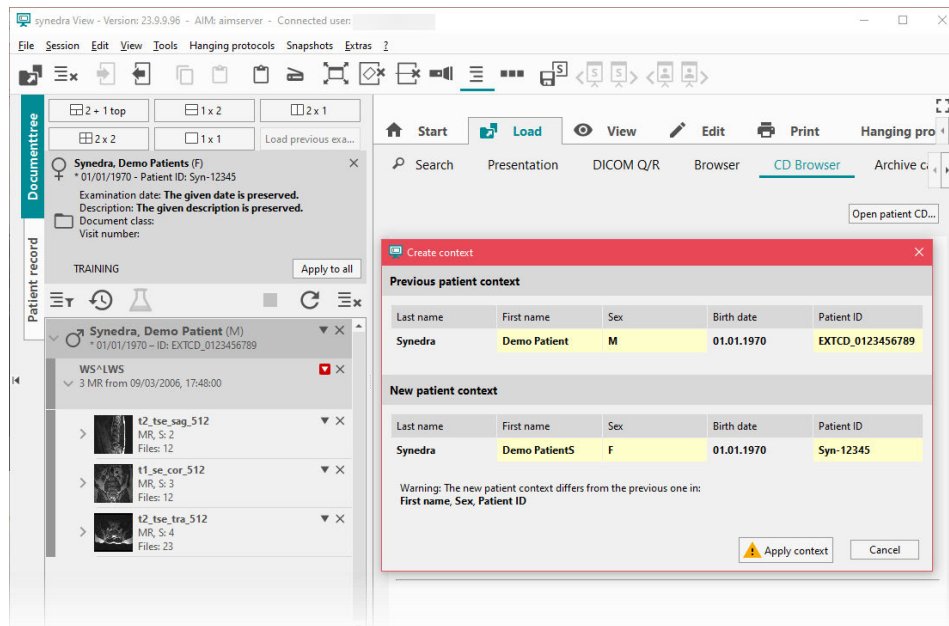 synedra View - Version: 23.9.9.96 - AIM: aimserver - Connected user:
File Session Edit View Tools Hanging protocols Snapshots Extras ?
S S S
2 + 1 top 1 x 2 2 x 1
2 x 2 1 x 1 Load previous exa...
Documenttree
Patient record
Synedra, Demo Patients (F)
* 01/01/1970 - Patient ID: Syn-12345
Examination date: The given date is preserved.
Description: The given description is preserved.
Document class:
Visit number:
TRAINING Apply to all
Synedra, Demo Patient (M)
* 01/01/1970 – ID: EXTCD_0123456789
WS^LWS
3 MR from 09/03/2006, 17:48:00
t2_tse_sag_512
MR, S: 2
Files: 12
t1_se_cor_512
MR, S: 3
Files: 12
t2_tse_tra_512
MR, S: 4
Files: 23
Start Load View Edit Print Hanging pro
Search Presentation DICOM Q/R Browser CD Browser Archive
Open patient CD...
Create context
Previous patient context
Last name First name Sex Birth date Patient ID
Synedra Demo Patient M 01.01.1970 EXTCD_0123456789
New patient context
Last name First name Sex Birth date Patient ID
Synedra Demo PatientS F 01.01.1970 Syn-12345
Warning: The new patient context differs from the previous one in:
First name, Sex, Patient ID
Apply context Cancel